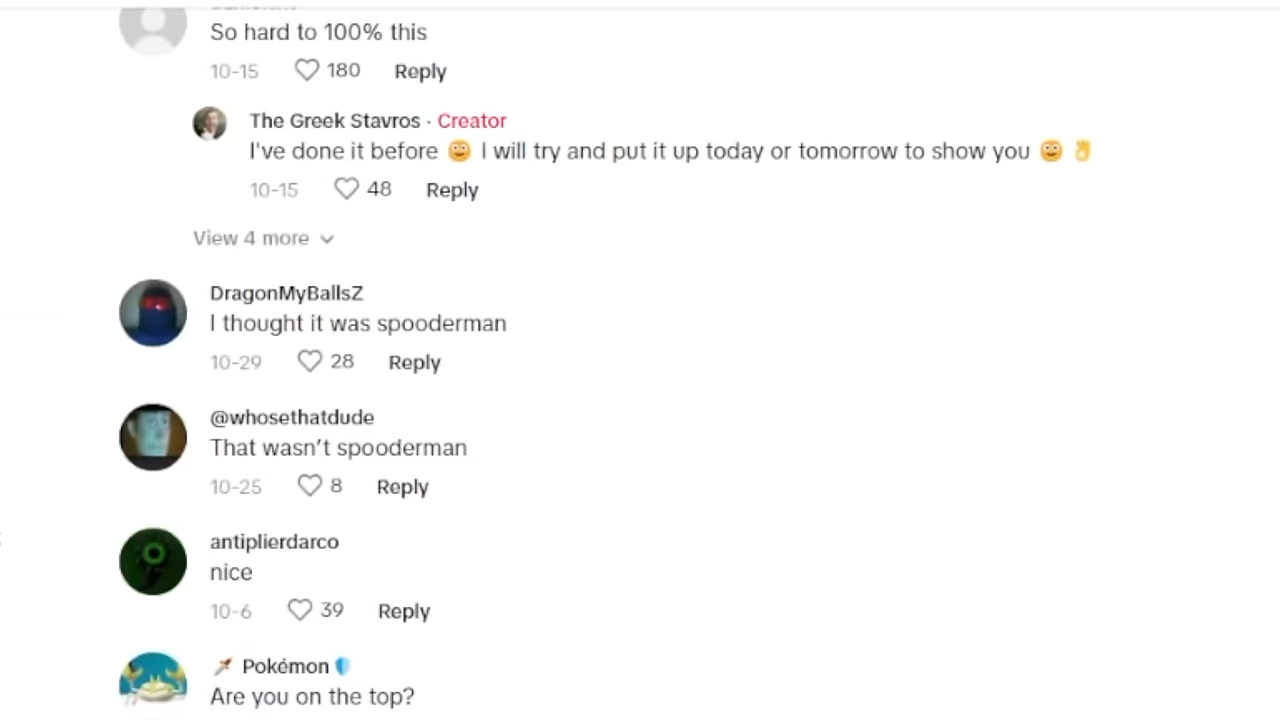 So hard to 100% this
10-15 180 Reply
The Greek Stavros · Creator
I've done it before I will try and put it up today or tomorrow to show you
10-15 48 Reply
View 4 more
DragonMyBallsZ
I thought it was spooderman
10-29 28 Reply
@whosethatdude
That wasn't spooderman
10-25 8 Reply
antiplierdarco
nice
10-6 39 Reply
Pokémon
Are you on the top?